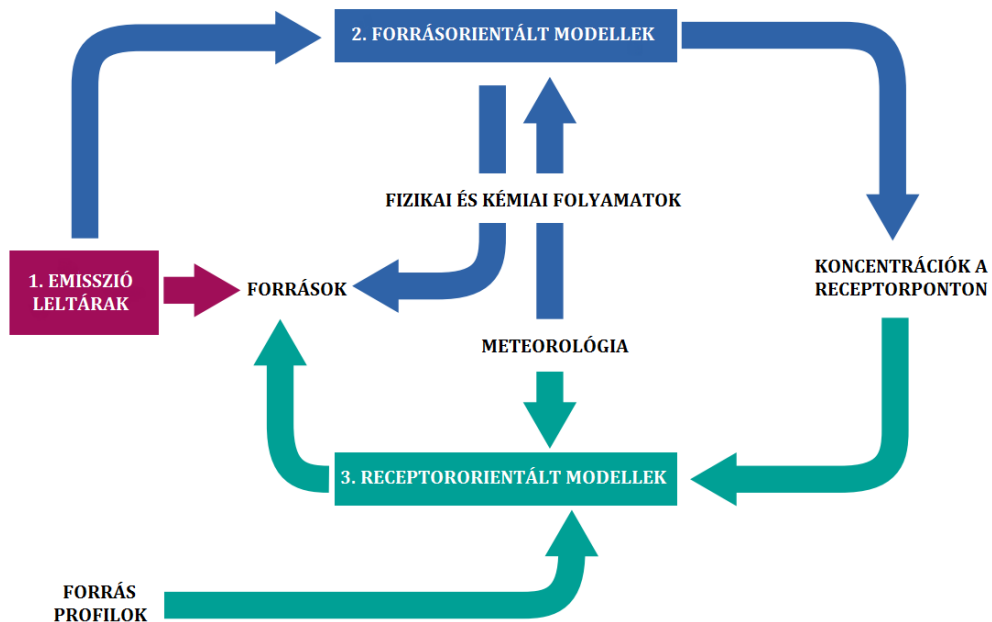 2. FORRÁSORIENTÁLT MODELLEK
FIZIKAI ÉS KÉMIAI FOLYAMATOK
1. EMISSZIÓ
LELTÁRAK
FORRÁSOK
KONCENTRÁCIÓK A
RECEPTORPONTON
METEOROLÓGIA
3. RECEPTORORIENTÁLT MODELLEK
FORRÁS
PROFILOK